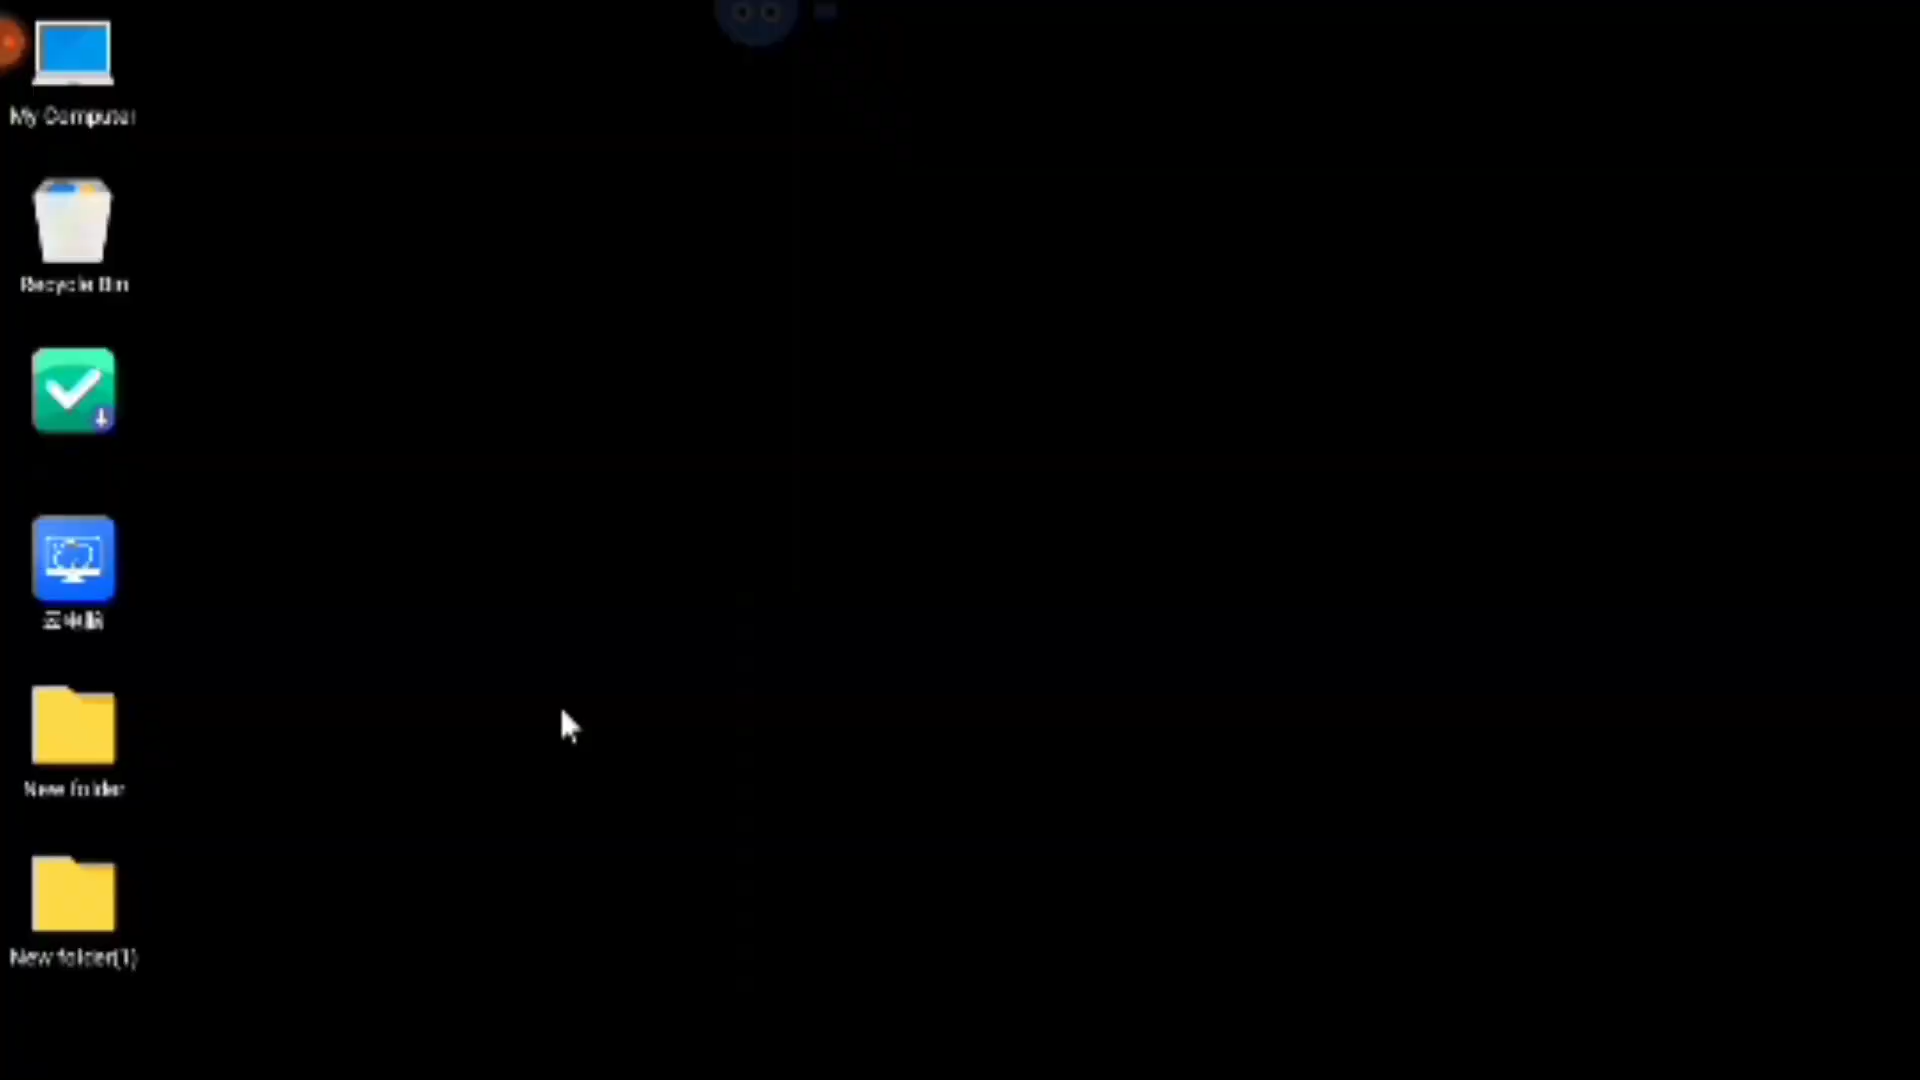 My Computer
Recycle Bin
云电脑
New folder
New folder(1)